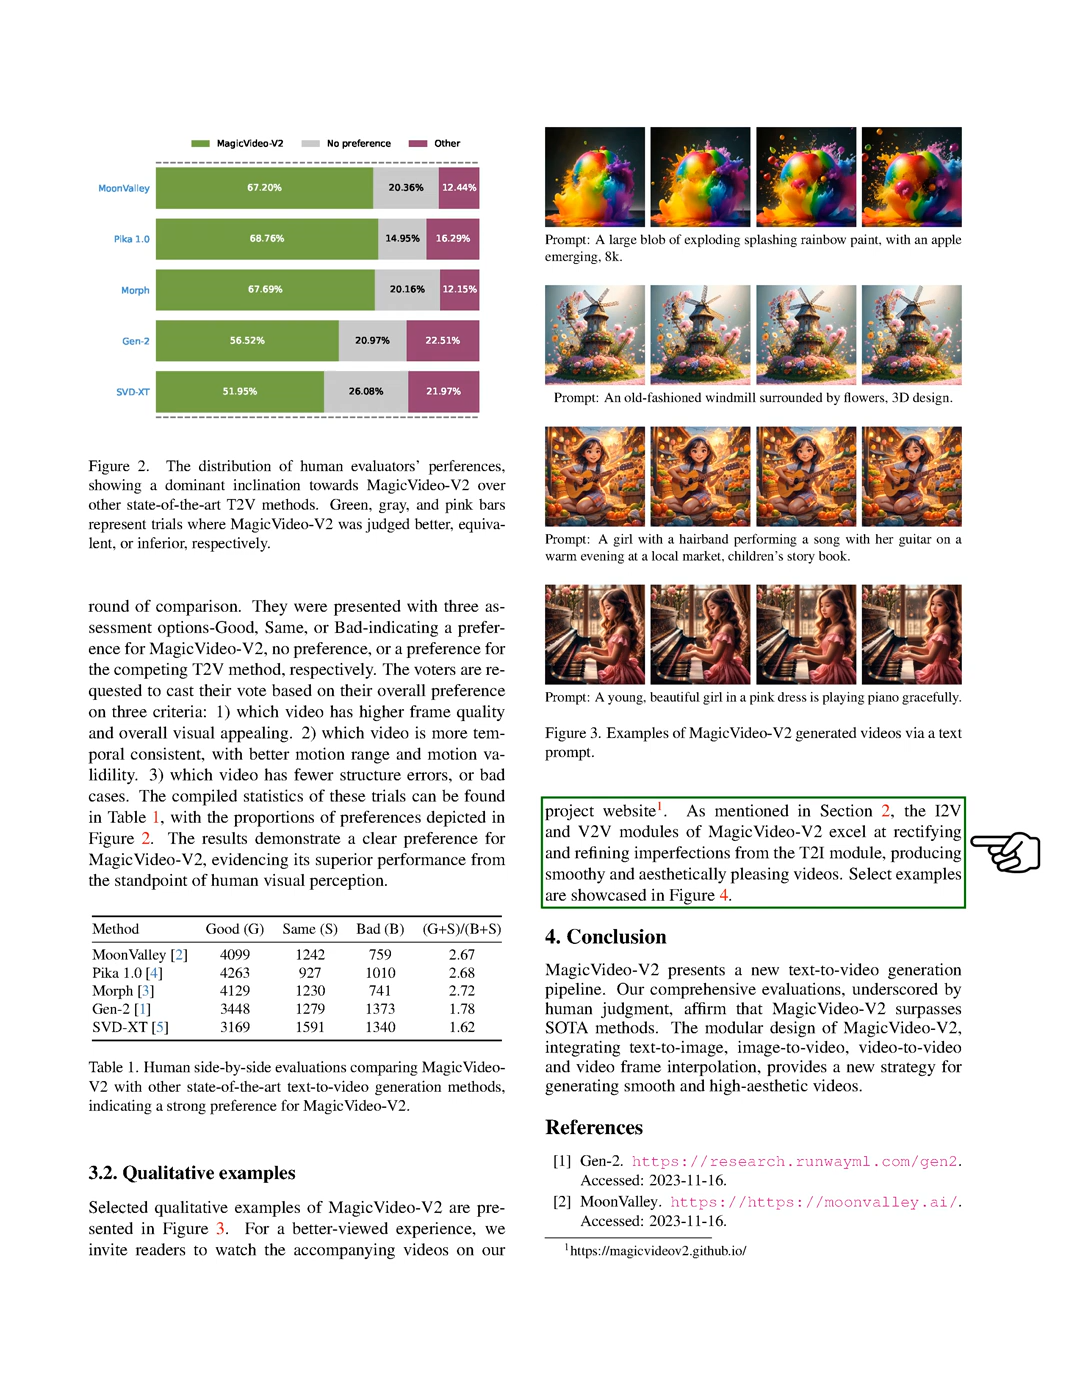 MagicVideo-V2 No preference Other
MoonValley 67.20% 20.36% 12.44%
Pika 1.0 68.76% 14.95% 16.29%
Morph 67.69% 20.16% 12.15%
Gen-2 56.52% 20.97% 22.51%
SVD-XT 51.95% 26.08% 21.97%
Figure 2. The distribution of human evaluators' perferences,
showing a dominant inclination towards MagicVideo-V2 over
other state-of-the-art T2V methods. Green, gray, and pink bars
represent trials where MagicVideo-V2 was judged better, equiva-
lent, or inferior, respectively.
round of comparison. They were presented with three as-
sessment options-Good, Same, or Bad-indicating a prefer-
ence for MagicVideo-V2, no preference, or a preference for
the competing T2V method, respectively. The voters are re-
quested to cast their vote based on their overall preference
on three criteria: 1) which video has higher frame quality
and overall visual appealing. 2) which video is more tem-
poral consistent, with better motion range and motion va-
lidility. 3) which video has fewer structure errors, or bad
cases. The compiled statistics of these trials can be found
in Table 1, with the proportions of preferences depicted in
Figure 2. The results demonstrate a clear preference for
MagicVideo-V2, evidencing its superior performance from
the standpoint of human visual perception.
Method Good (G) Same (S) Bad (B) (G+S)/(B+S)
MoonValley [2] 4099 1242 759 2.67
Pika 1.0 [4] 4263 927 1010 2.68
Morph [3] 4129 1230 741 2.72
Gen-2 [1] 3448 1279 1373 1.78
SVD-XT [5] 3169 1591 1340 1.62
Table 1. Human side-by-side evaluations comparing MagicVideo-
V2 with other state-of-the-art text-to-video generation methods,
indicating a strong preference for MagicVideo-V2.
3.2. Qualitative examples
Selected qualitative examples of MagicVideo-V2 are pre-
sented in Figure 3. For a better-viewed experience, we
invite readers to watch the accompanying videos on our
Prompt: A large blob of exploding splashing rainbow paint, with an apple
emerging, 8k.
Prompt: An old-fashioned windmill surrounded by flowers, 3D design.
Prompt: A girl with a hairband performing a song with her guitar on a
warm evening at a local market, children's story book.
Prompt: A young, beautiful girl in a pink dress is playing piano gracefully.
Figure 3. Examples of MagicVideo-V2 generated videos via a text
prompt.
project website1. As mentioned in Section 2, the I2V
and V2V modules of MagicVideo-V2 excel at rectifying
and refining imperfections from the T2I module, producing
smoothy and aesthetically pleasing videos. Select examples
are showcased in Figure 4.
4. Conclusion
MagicVideo-V2 presents a new text-to-video generation
pipeline. Our comprehensive evaluations, underscored by
human judgment, affirm that MagicVideo-V2 surpasses
SOTA methods. The modular design of MagicVideo-V2,
integrating text-to-image, image-to-video, video-to-video
and video frame interpolation, provides a new strategy for
generating smooth and high-aesthetic videos.
References
[1] Gen-2. https://research.runwayml.com/gen2.
Accessed: 2023-11-16.
[2] MoonValley. https://https://moonvalley.ai/.
Accessed: 2023-11-16.
1https://magicvideov2.github.io/